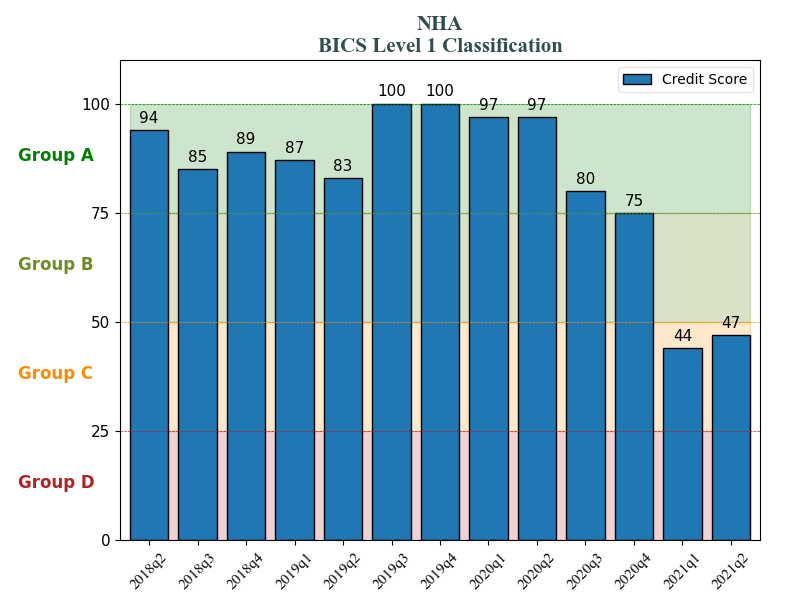 NHA
BICS Level 1 Classification
Credit Score
100
75
50
25
0
Group A
Group B
Group C
Group D
94
85
89
87
83
100
100
97
97
80
75
44
47
2018q2
2018q3
2018q4
2019q1
2019q2
2019q3
2019q4
2020q1
2020q2
2020q3
2020q4
2021q1
2021q2